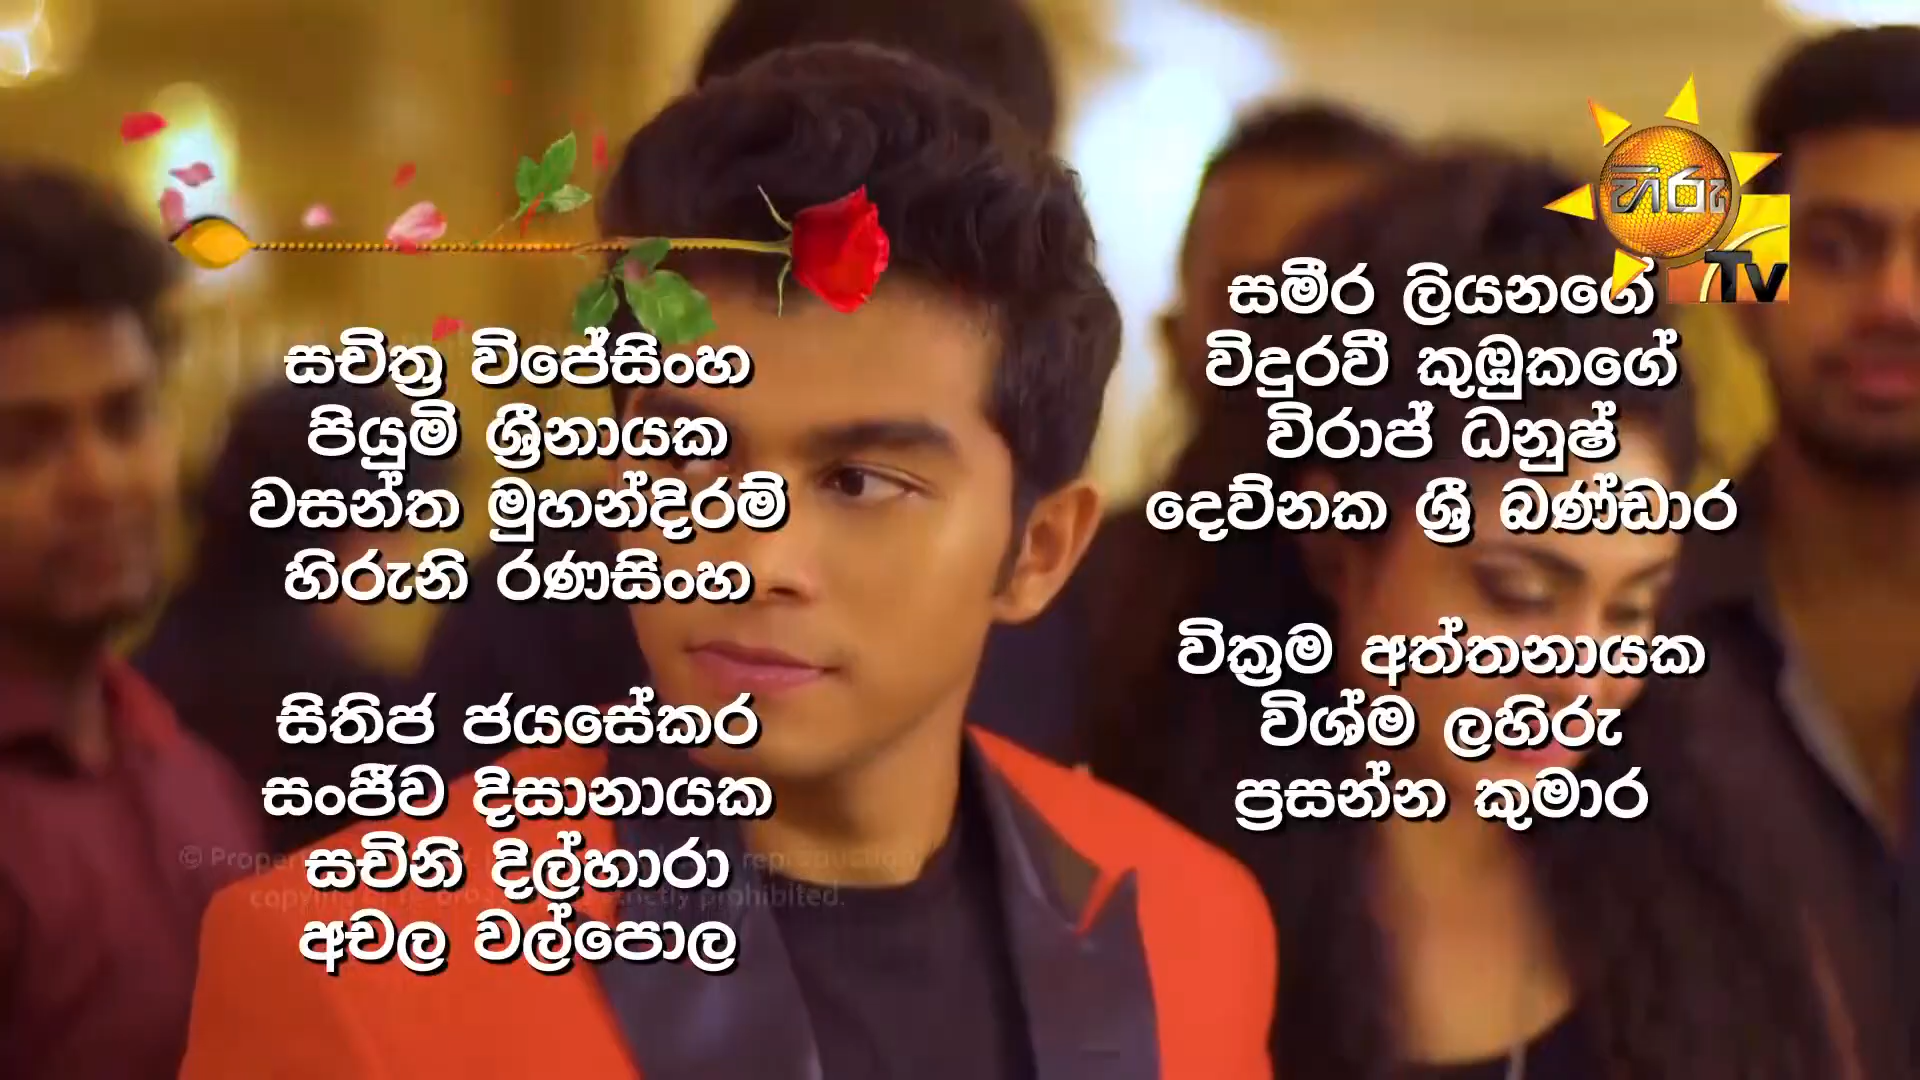 හිරු
TV
සචිත්‍ර විජේසිංහ
පියුමි ශ්‍රීනායක
වසන්ත මුහන්දිරම්
හිරුනි රණසිංහ
සිතිජ ජයසේකර
සංජීව දිසානායක
සචිනි දිල්හාරා
අචල වල්පොල
සමීර ලියනගේ
විදුරවී කුඹුකගේ
විරාජ් ධනුෂ්
දෙව්නක ශ්‍රී බණ්ඩාර
වික්‍රම අත්තනායක
විශ්ම ලහිරු
ප්‍රසන්න කුමාර
©
prohibited.